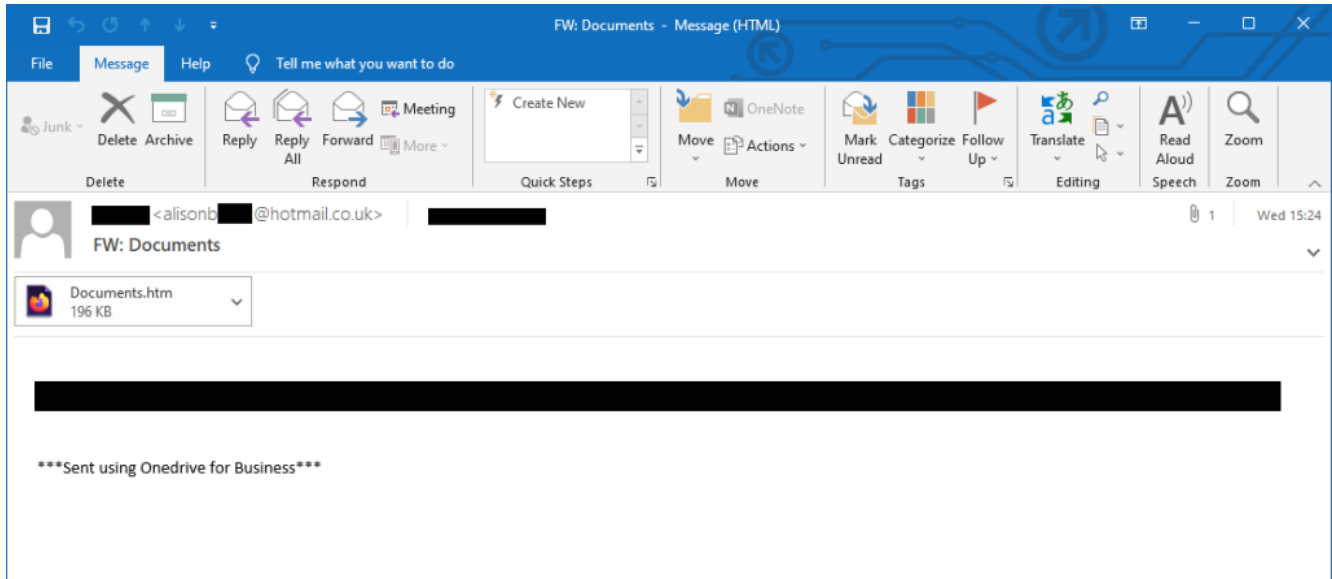 FW: Documents - Message (HTML)
File Message Help Tell me what you want to do
Junk
Delete Archive
Reply Reply All Forward
Meeting
More
Create New
Move
OneNote
Actions
Mark Unread Categorize Follow Up
Translate
Read Aloud
Zoom
Delete Respond Quick Steps Move Tags Editing Speech Zoom
<alisonb @hotmail.co.uk>
1 Wed 15:24
FW: Documents
Documents.htm
196 KB
***Sent using Onedrive for Business***